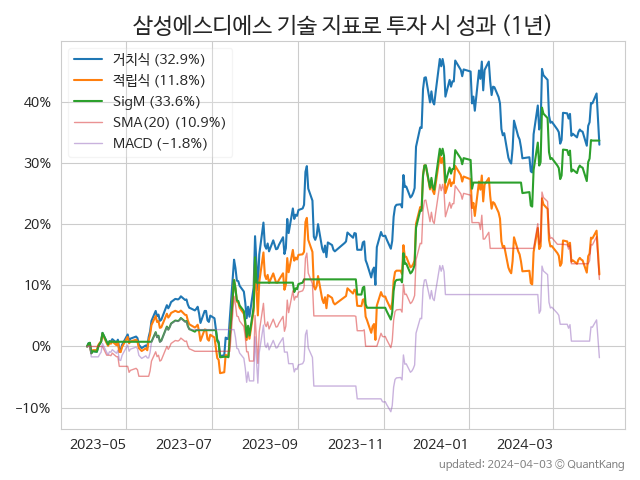 삼성에스디에스 기술 지표로 투자 시 성과 (1년)
거치식 (32.9%)
적립식 (11.8%)
SigM (33.6%)
SMA(20) (10.9%)
MACD (−1.8%)
40%
30%
20%
10%
0%
−10%
2023-05
2023-07
2023-09
2023-11
2024-01
2024-03
updated: 2024-04-03 © QuantKang